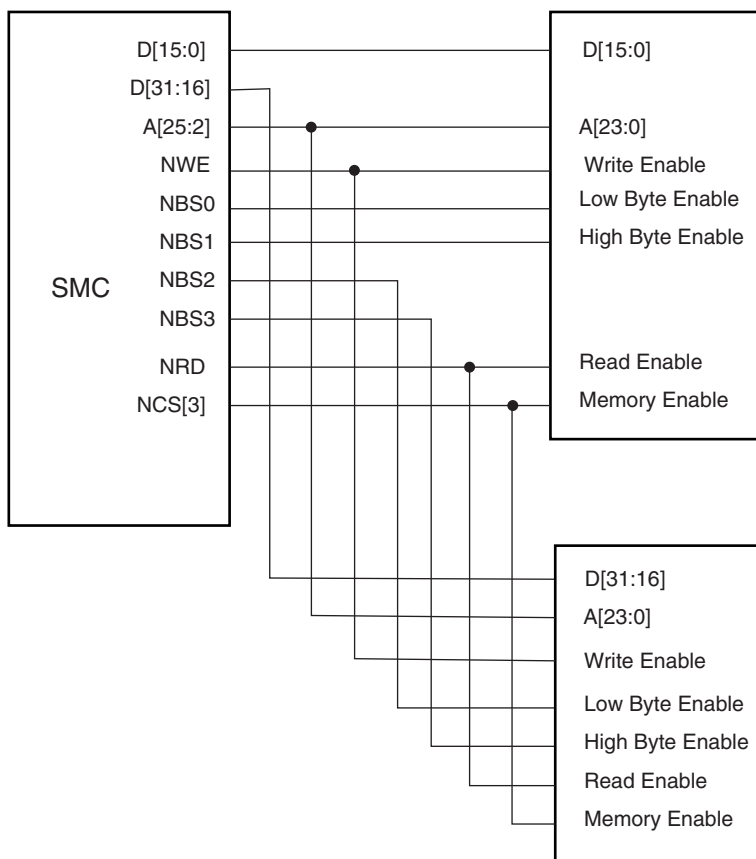 SMC
D[15:0]
D[31:16]
A[25:2]
NWE
NBS0
NBS1
NBS2
NBS3
NRD
NCS[3]
D[15:0]
A[23:0]
Write Enable
Low Byte Enable
High Byte Enable
Read Enable
Memory Enable
D[31:16]
A[23:0]
Write Enable
Low Byte Enable
High Byte Enable
Read Enable
Memory Enable